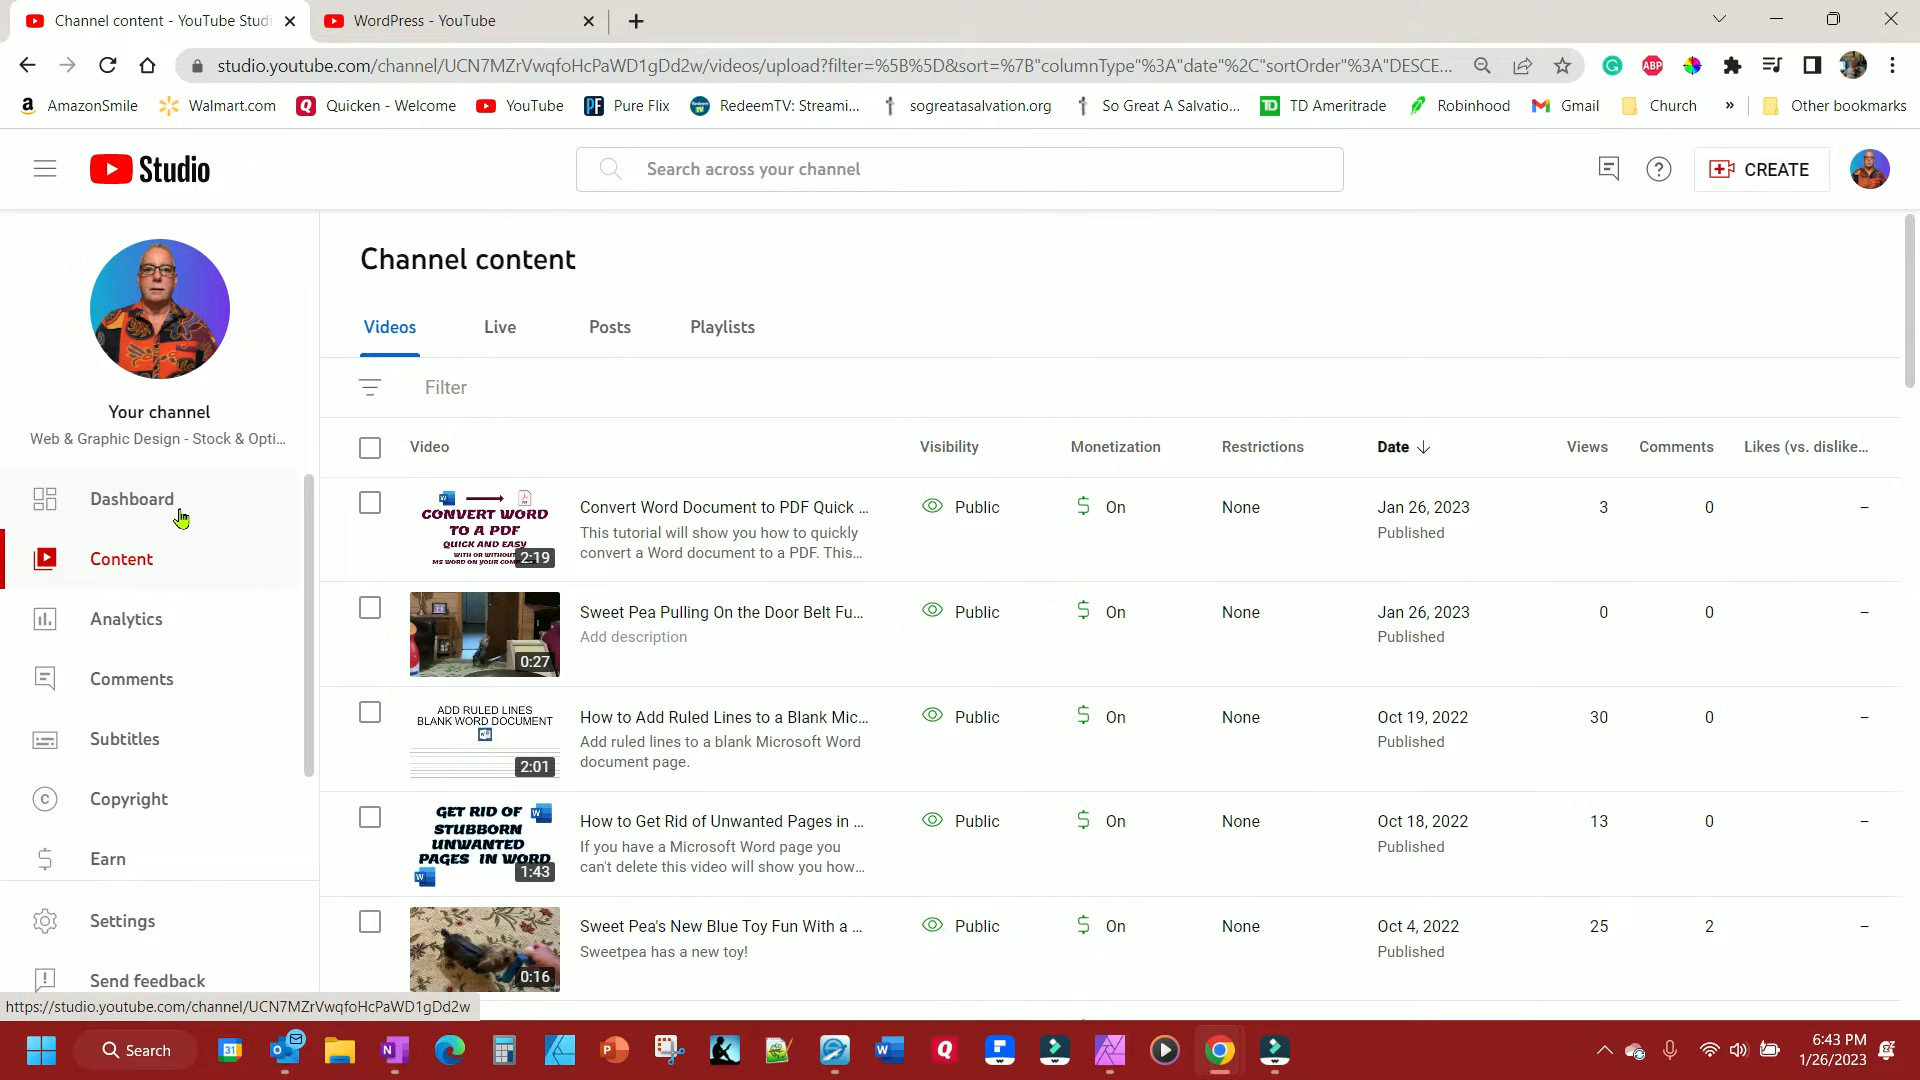 Channel content - YouTube Studi
WordPress - YouTube
studio.youtube.com/channel/UCN7MZrVwqfoHcPaWD1gDd2w/videos/upload?filter=%5B%5D&sort=%7B"columnType"%3A"date"%2C"sortOrder"%3A"DESCE...
AmazonSmile
Walmart.com
Quicken - Welcome
YouTube
Pure Flix
RedeemTV: Streami...
sogreatasalvation.org
So Great A Salvatio...
TD Ameritrade
Robinhood
Gmail
Church
»
Other bookmarks
Studio
Search across your channel
CREATE
Your channel
Web & Graphic Design - Stock & Opti...
Dashboard
Content
Analytics
Comments
Subtitles
Copyright
Earn
Settings
Send feedback
https://studio.youtube.com/channel/UCN7MZrVwqfoHcPaWD1gDd2w
Channel content
Videos Live Posts Playlists
Filter
Video Visibility Monetization Restrictions Date Views Comments Likes (vs. dislike...
CONVERT WORD
TO A PDF
QUICK AND EASY
WITH OR WITHOUT
MS WORD ON YOUR COM
2:19
Convert Word Document to PDF Quick ...
This tutorial will show you how to quickly
convert a Word document to a PDF. This...
Public On None Jan 26, 2023 3 0 –
Published
0:27
Sweet Pea Pulling On the Door Belt Fu...
Add description
Public On None Jan 26, 2023 0 0 –
Published
ADD RULED LINES
BLANK WORD DOCUMENT
2:01
How to Add Ruled Lines to a Blank Mic...
Add ruled lines to a blank Microsoft Word
document page.
Public On None Oct 19, 2022 30 0 –
Published
GET RID OF
STUBBORN
UNWANTED
PAGES IN WORD
1:43
How to Get Rid of Unwanted Pages in ...
If you have a Microsoft Word page you
can't delete this video will show you how...
Public On None Oct 18, 2022 13 0 –
Published
0:16
Sweet Pea's New Blue Toy Fun With a ...
Sweetpea has a new toy!
Public On None Oct 4, 2022 25 2 –
Published
Search
6:43 PM
1/26/2023